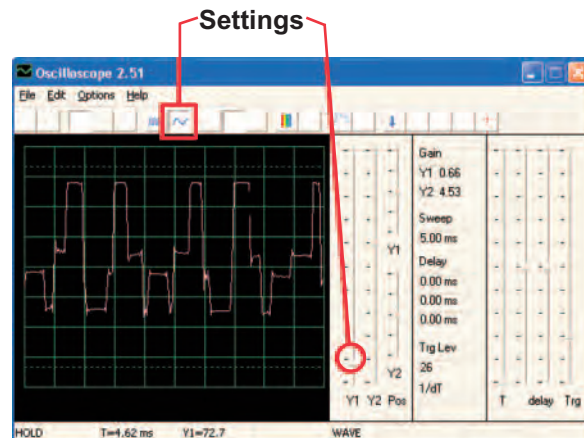 Settings
Oscilloscope 2.51
File Edit Options Help
Gain
Y1 0.66
Y2 4.53
Sweep
5.00 ms
Delay
0.00 ms
0.00 ms
0.00 ms
Trg Lev
26
1/dT
Y1
Y2
Y1 Y2 Pos
T delay Trg
HOLD T=4.62 ms Y1=72.7 WAVE